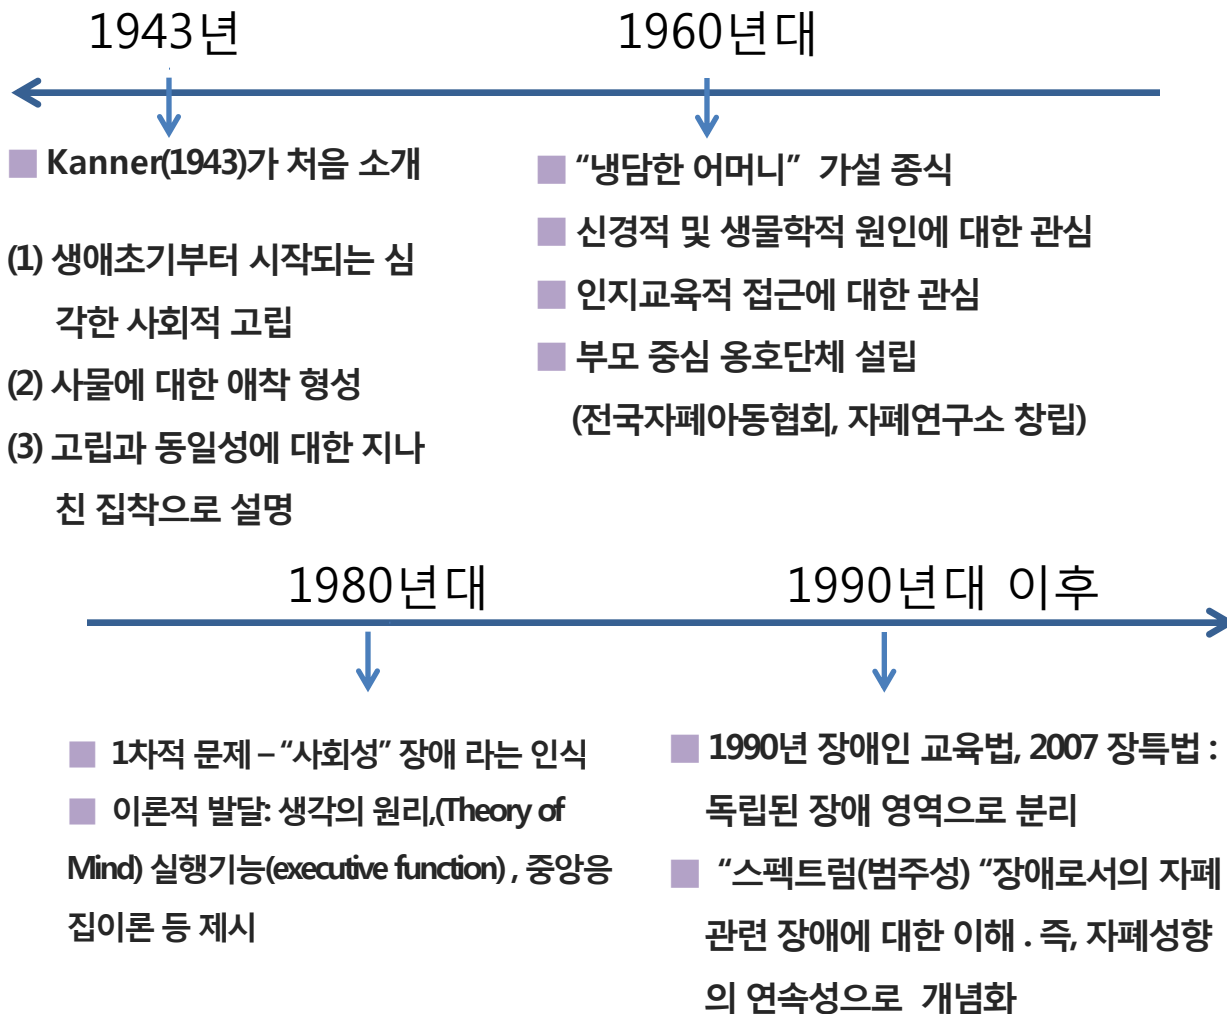 1943년
1960년대
■ Kanner(1943)가 처음 소개
(1) 생애초기부터 시작되는 심
각한 사회적 고립
(2) 사물에 대한 애착 형성
(3) 고립과 동일성에 대한 지나
친 집착으로 설명
■ “냉담한 어머니” 가설 종식
■ 신경적 및 생물학적 원인에 대한 관심
■ 인지교육적 접근에 대한 관심
■ 부모 중심 옹호단체 설립
(전국자폐아동협회, 자폐연구소 창립)
1980년대
1990년대 이후
■ 1차적 문제 – “사회성” 장애 라는 인식
■ 이론적 발달: 생각의 원리,(Theory of
Mind) 실행기능(executive function) , 중앙응
집이론 등 제시
■ 1990년 장애인 교육법, 2007 장특법 :
독립된 장애 영역으로 분리
■ “스펙트럼(범주성) “장애로서의 자폐
관련 장애에 대한 이해 . 즉, 자폐성향
의 연속성으로 개념화